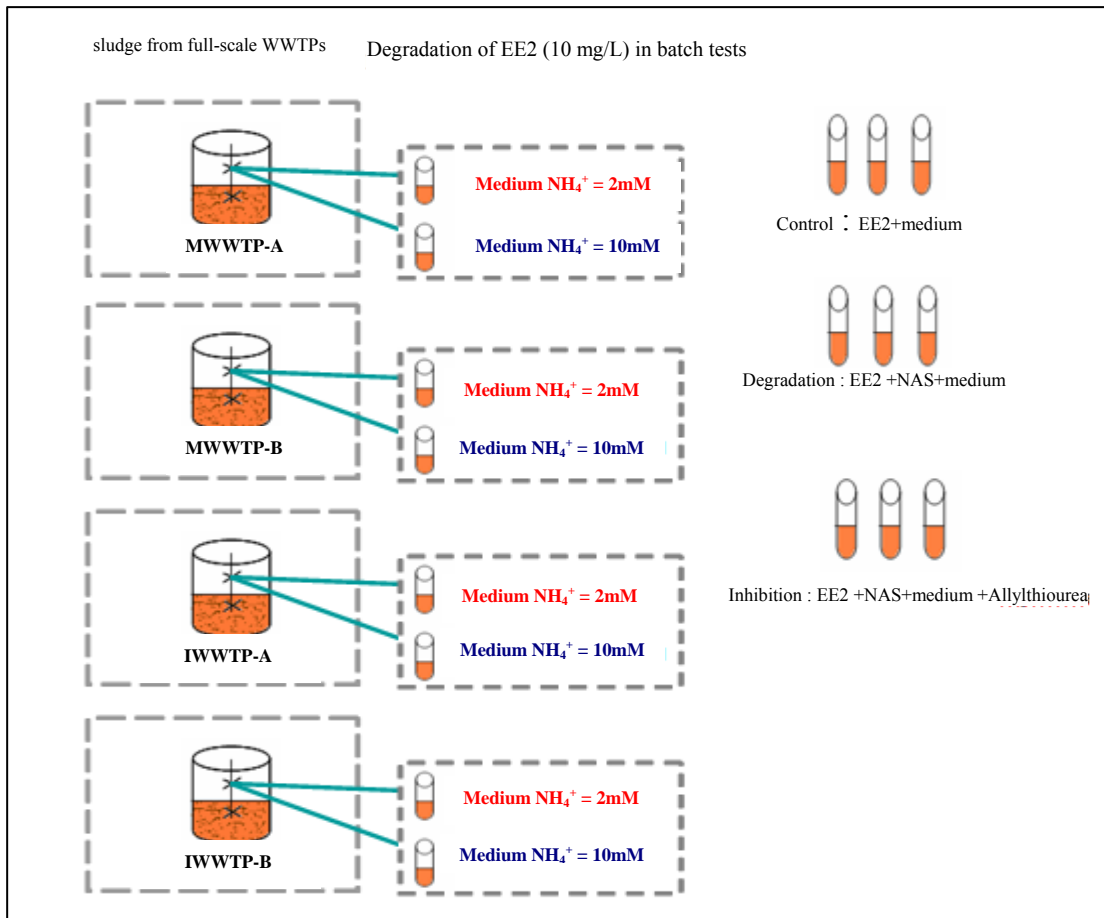 sludge from full-scale WWTPs
Degradation of EE2 (10 mg/L) in batch tests
MWWTP-A
Medium NH₄⁺ = 2mM
Medium NH₄⁺ = 10mM
MWWTP-B
Medium NH₄⁺ = 2mM
Medium NH₄⁺ = 10mM
IWWTP-A
Medium NH₄⁺ = 2mM
Medium NH₄⁺ = 10mM
IWWTP-B
Medium NH₄⁺ = 2mM
Medium NH₄⁺ = 10mM
Control : EE2+medium
Degradation : EE2 +NAS+medium
Inhibition : EE2 +NAS+medium +Allylthiourea